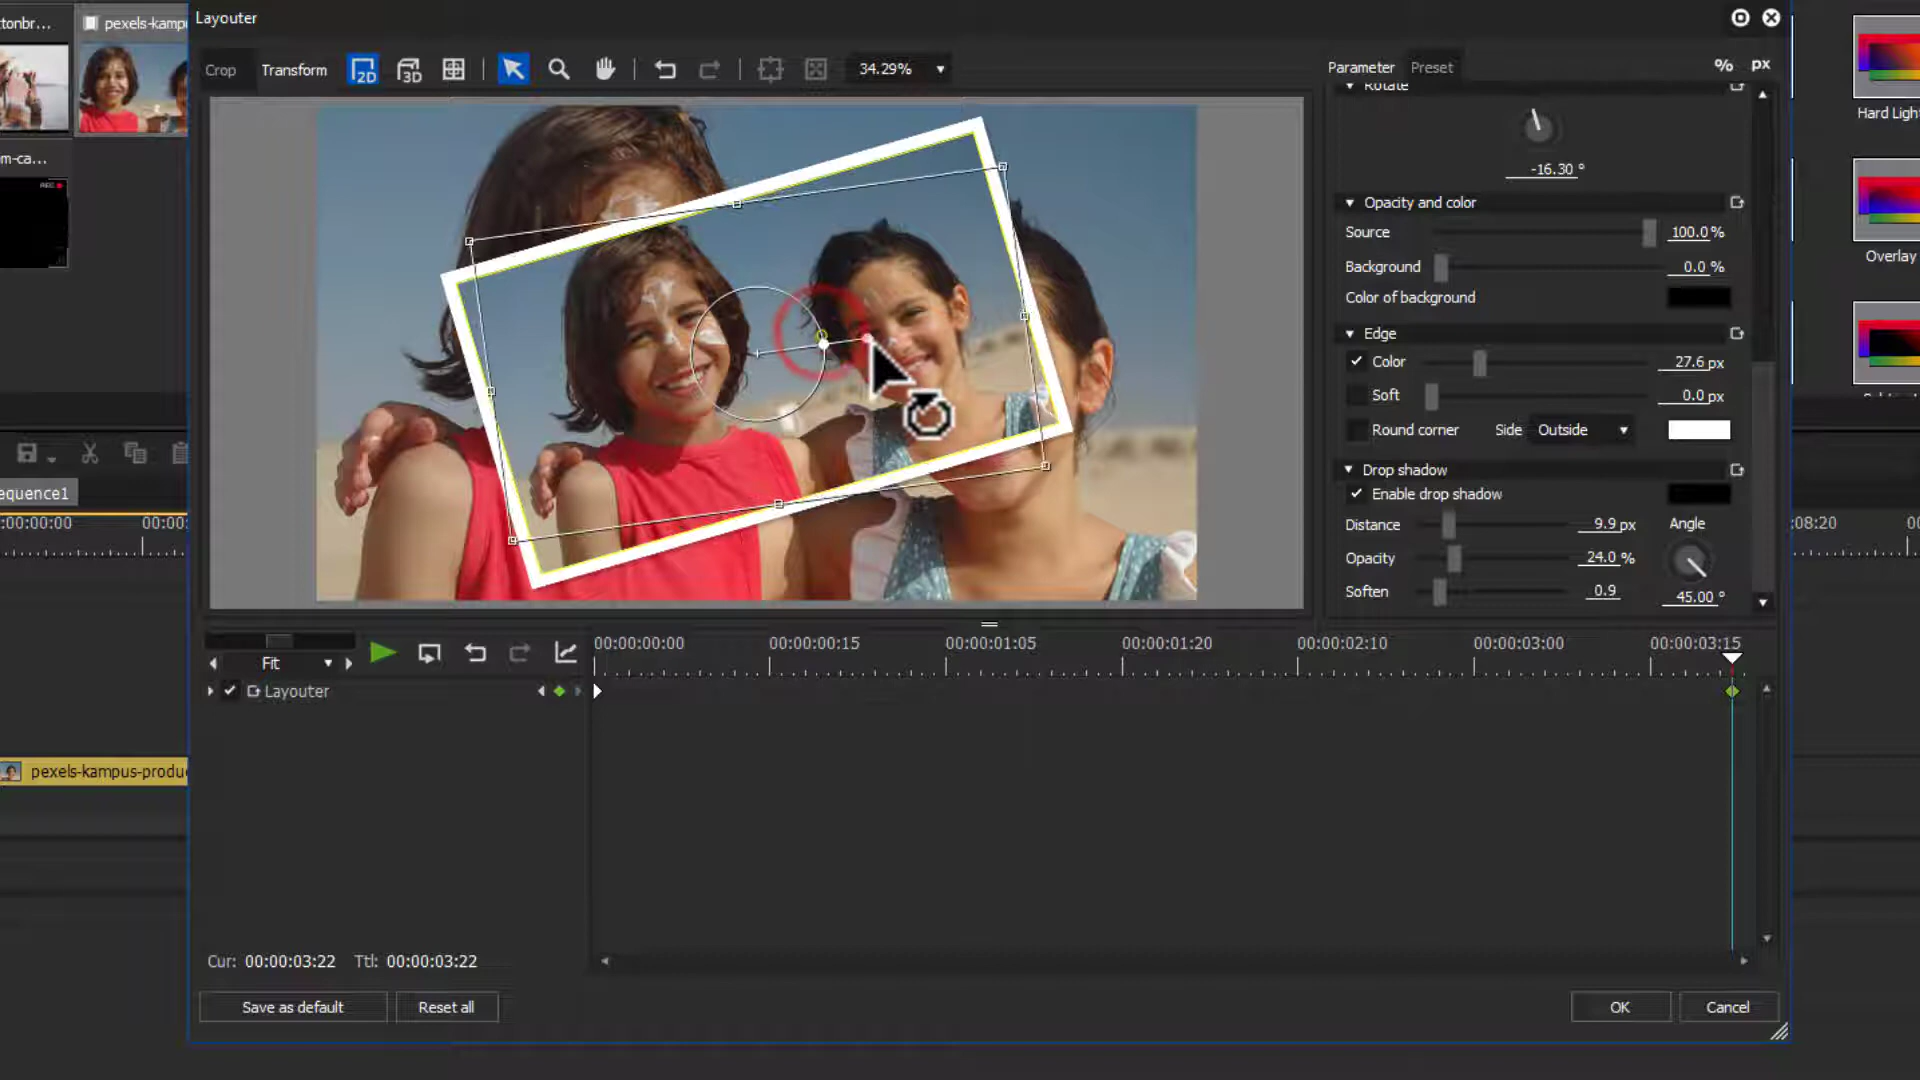 tonbr...
pexels-kampu
Layouter
Crop
Transform
2D
3D
34.29%
Parameter
Preset
%
px
Rotate
-16.30 °
Hard Ligh
m-ca...
REC
Opacity and color
Source
100.0 %
Background
0.0 %
Color of background
Overlay
Edge
Color
27.6 px
Soft
0.0 px
Round corner
Side
Outside
Drop shadow
Enable drop shadow
Distance
9.9 px
Angle
Opacity
24.0 %
Soften
0.9
45.00 °
equence1
:00:00:00
00:00:
:08:20
Fit
00:00:00:00
00:00:00:15
00:00:01:05
00:00:01:20
00:00:02:10
00:00:03:00
00:00:03:15
Layouter
pexels-kampus-produc
Cur: 00:00:03:22
Ttl: 00:00:03:22
Save as default
Reset all
OK
Cancel